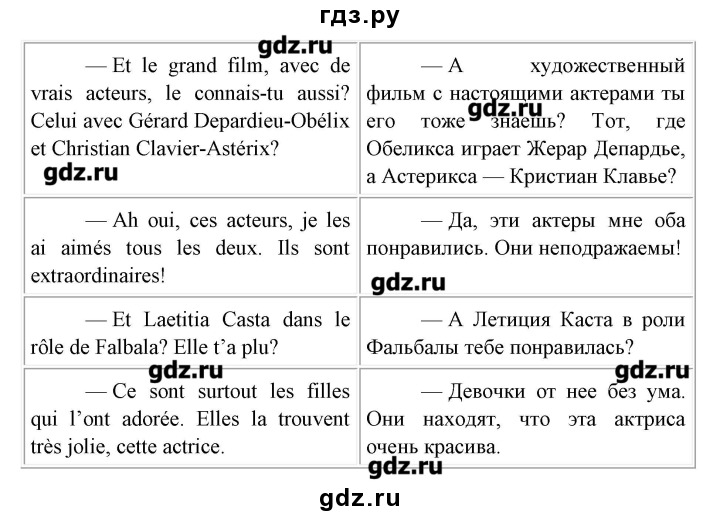 гдз.ру
gdz.ru
— Et le grand film, avec de
vrais acteurs, le connais-tu aussi?
Celui avec Gérard Depardieu-Obélix
et Christian Clavier-Astérix?
gdz.ru
— А художественный
фильм с настоящими актерами ты
gdz.ru
его тоже знаешь? Тот, где
Обеликса играет Жерар Депардье,
а Астерикса — Кристиан Клавье?
— Ah oui, ces acteurs, je les
ai aimés tous les deux. Ils sont
extraordinaires!
— Да, эти актеры мне оба
понравились. Они неподражаемы!
gdz.ru
— Et Laetitia Casta dans le
rôle de Falbala? Elle t’a plu?
gdz.ru
— А Летиция Каста в роли
Фальбалы тебе понравилась?
gdz.ru
— Ce sont surtout les filles
qui l’ont adorée. Elles la trouvent
très jolie, cette actrice.
— Девочки от нее без ума.
Они находят, что эта актриса
очень красива.
gdz.ru
gdz.ru